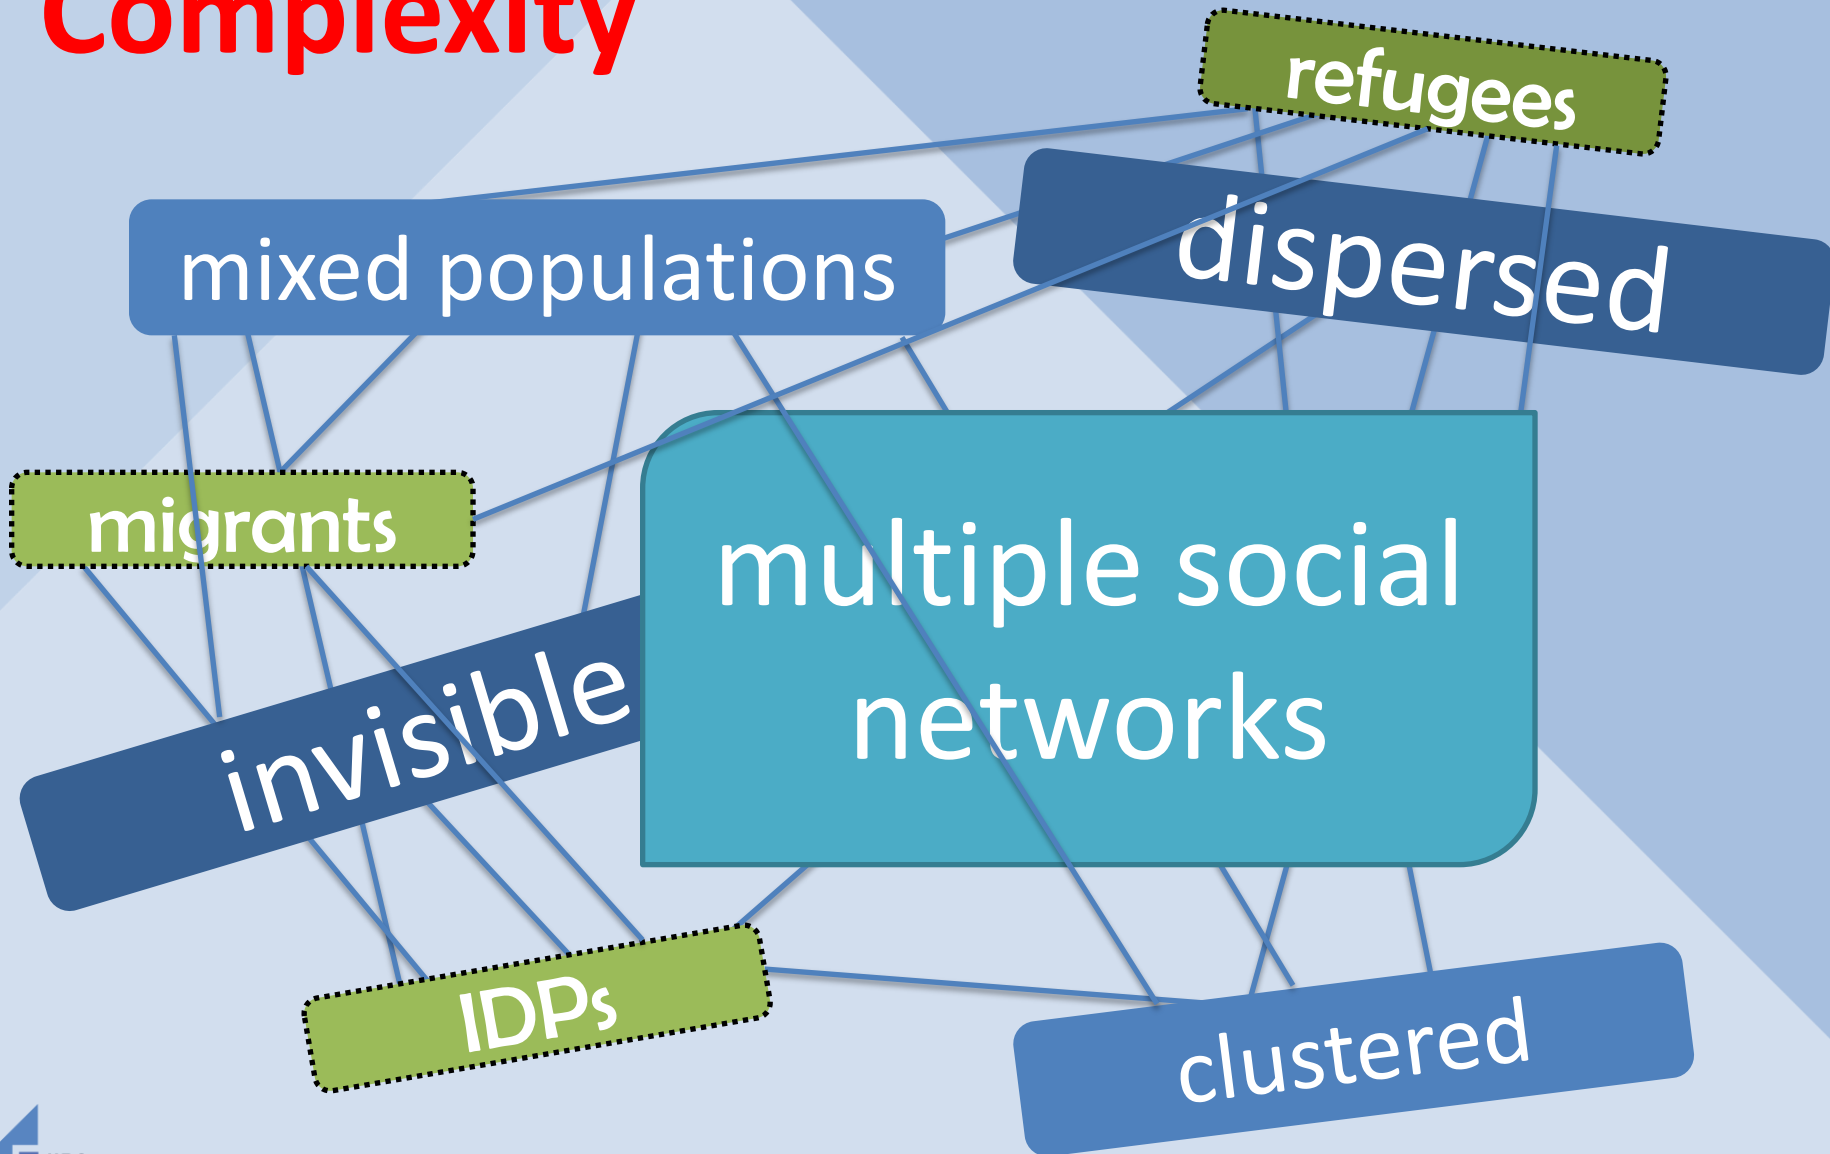 Complexity
refugees
dispersed
mixed populations
migrants
multiple social
networks
invisible
IDPs
clustered